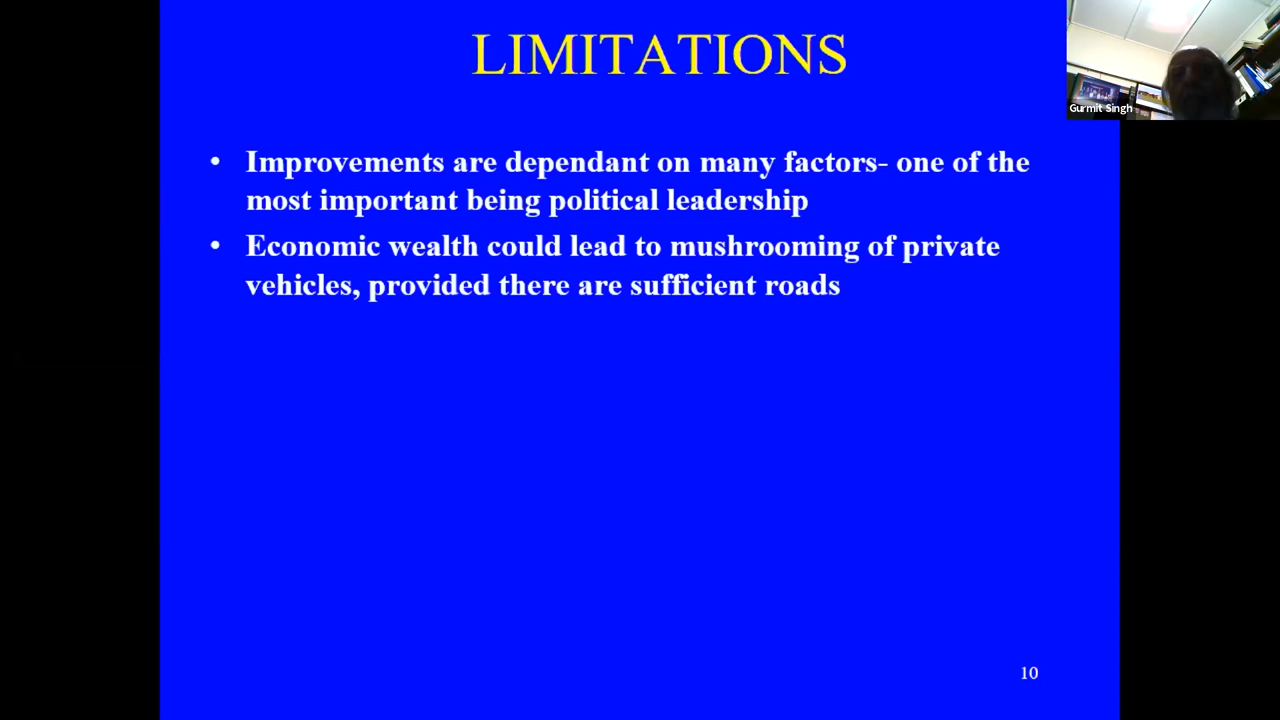 LIMITATIONS
Gurmit Singh
• Improvements are dependant on many factors- one of the
most important being political leadership
• Economic wealth could lead to mushrooming of private
vehicles, provided there are sufficient roads
10